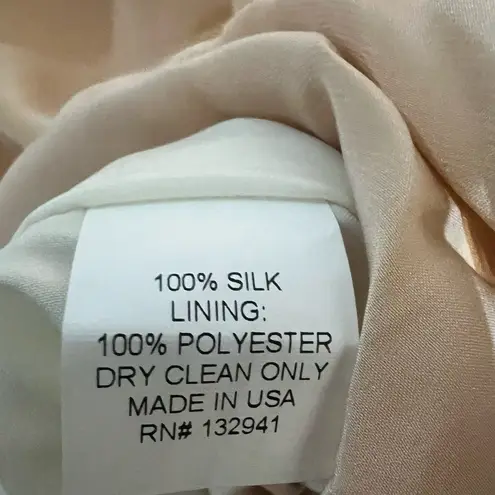 100% SILK
LINING:
100% POLYESTER
DRY CLEAN ONLY
MADE IN USA
RN# 132941